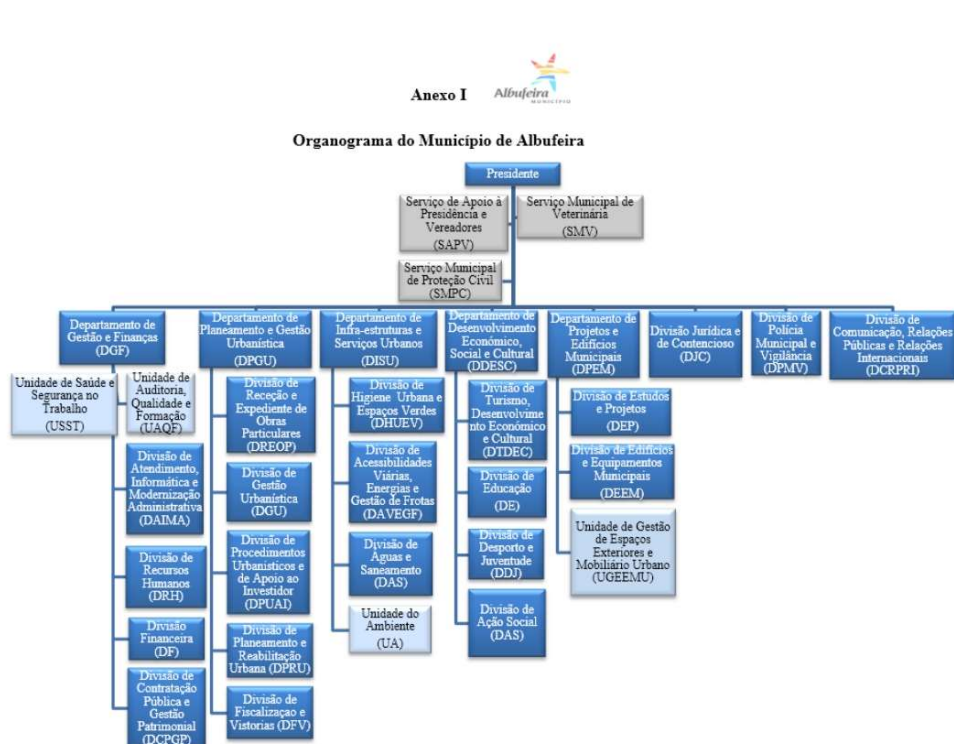 Anexo I
Albufeira
MUNICÍPIO
Organograma do Município de Albufeira
Presidente
Serviço de Apoio à
Presidência e
Vereadores
(SAPV)
Serviço Municipal de
Veterinária
(SMV)
Serviço Municipal
de Proteção Civil
(SMPC)
Departamento de
Gestão e Finanças
(DGF)
Departamento de
Planeamento e Gestão
Urbanística
(DPGU)
Departamento de
Infra-estruturas e
Serviços Urbanos
(DISU)
Departamento de
Desenvolvimento
Económico,
Social e Cultural
(DDESC)
Departamento de
Projetos e
Edifícios
Municipais
(DPEM)
Divisão Jurídica e
de Contencioso
(DJC)
Divisão de
Polícia
Municipal e
Vigilância
(DPMV)
Divisão de
Comunicação, Relações
Públicas e Relações
Internacionais
(DCRPRI)
Unidade de Saúde e
Segurança no
Trabalho
(USST)
Unidade de
Auditoria,
Qualidade e
Formação
(UAQF)
Divisão de
Atendimento,
Informática e
Modernização
Administrativa
(DAIMA)
Divisão de
Recursos
Humanos
(DRH)
Divisão
Financeira
(DF)
Divisão de
Contratação
Pública e
Gestão
Patrimonial
(DCPGP)
Divisão de
Receção e
Expediente de
Obras
Particulares
(DREOP)
Divisão de
Gestão
Urbanística
(DGU)
Divisão de
Procedimentos
Urbanisticos e
de Apoio ao
Investidor
(DPUAI)
Divisão de
Planeamento e
Reabilitação
Urbana (DPRU)
Divisão de
Fiscalizaçao e
Vistorias (DFV)
Divisão de
Higiene Urbana e
Espaços Verdes
(DHUEV)
Divisão de
Acessibilidades
Viárias,
Energias e
Gestão de Frotas
(DAVEGF)
Divisão de
Águas e
Saneamento
(DAS)
Unidade do
Ambiente
(UA)
Divisão de
Turismo,
Desenvolvime
nto Económico
e Cultural
(DTDEC)
Divisão de
Educação
(DE)
Divisão de
Desporto e
Juventude
(DDJ)
Divisão de
Ação Social
(DAS)
Divisão de Estudos
e Projetos
(DEP)
Divisão de Edifícios
e Equipamentos
Municipais
(DEEM)
Unidade de Gestão
de Espaços
Exteriores e
Mobiliário Urbano
(UGEEMU)